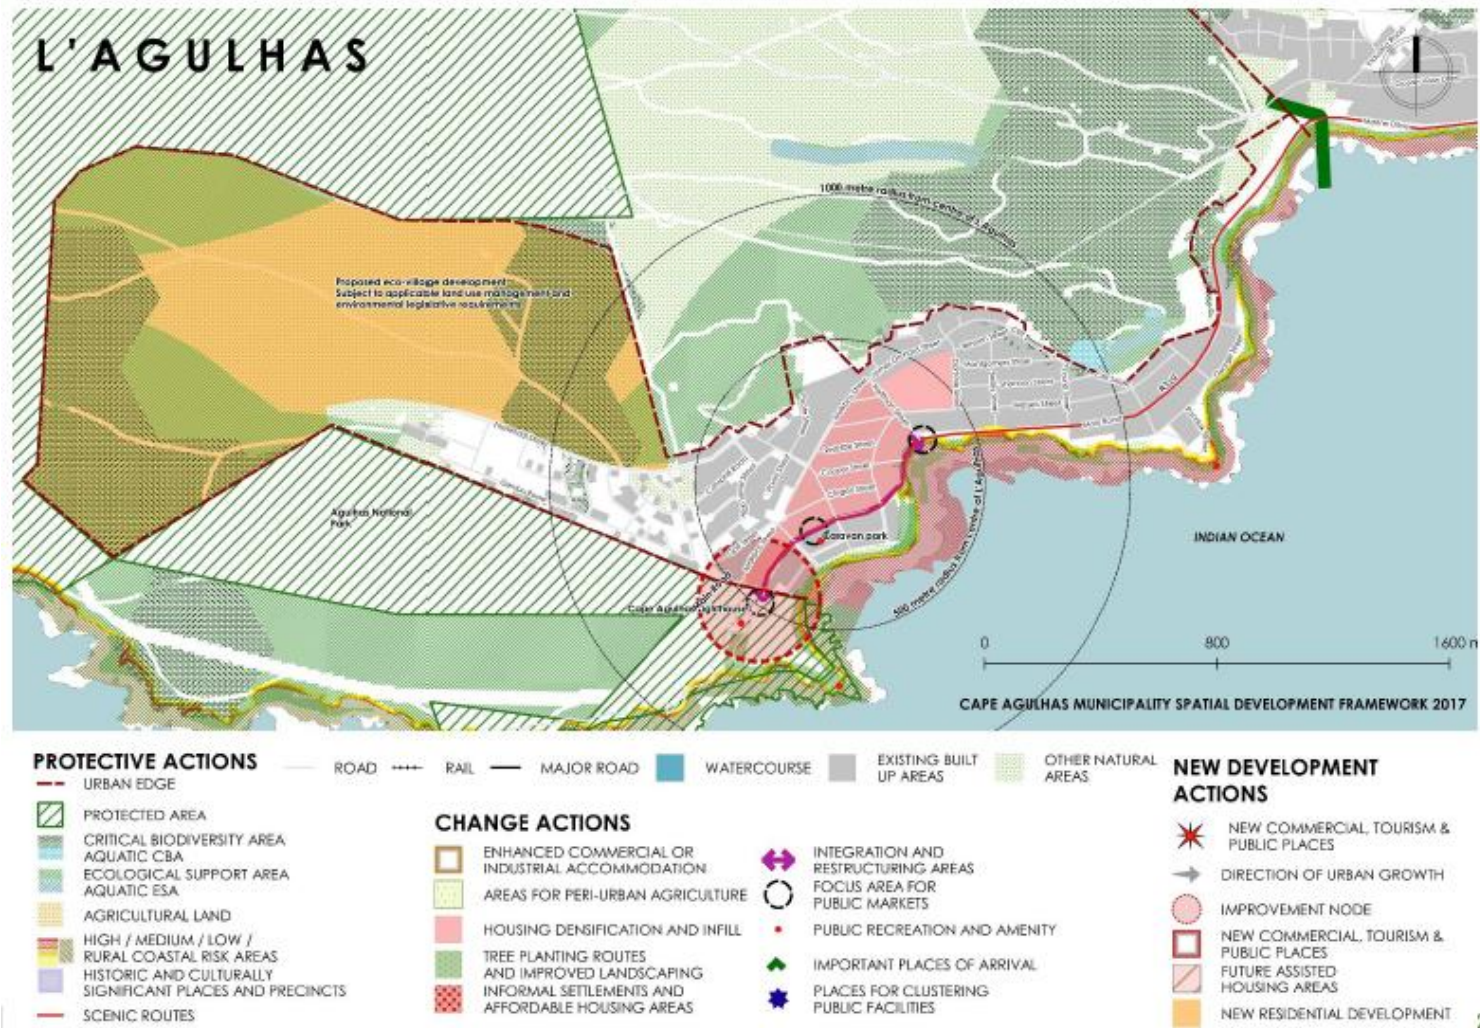 L'AGULHAS
1000 metre radius from centre of L'Agulhas
Proposed eco-village development
Subject to applicable land use management and
environmental legislative requirements
Agulhas National
Park
Caravan park
Cape Agulhas Lighthouse
Main Road
500 metre radius from centre of L'Agulhas
INDIAN OCEAN
0 800 1600 m
CAPE AGULHAS MUNICIPALITY SPATIAL DEVELOPMENT FRAMEWORK 2017
PROTECTIVE ACTIONS
URBAN EDGE
PROTECTED AREA
CRITICAL BIODIVERSITY AREA
AQUATIC CBA
ECOLOGICAL SUPPORT AREA
AQUATIC ESA
AGRICULTURAL LAND
HIGH / MEDIUM / LOW /
RURAL COASTAL RISK AREAS
HISTORIC AND CULTURALLY
SIGNIFICANT PLACES AND PRECINCTS
SCENIC ROUTES
ROAD
RAIL
MAJOR ROAD
WATERCOURSE
EXISTING BUILT
UP AREAS
OTHER NATURAL
AREAS
CHANGE ACTIONS
ENHANCED COMMERCIAL OR
INDUSTRIAL ACCOMMODATION
AREAS FOR PERI-URBAN AGRICULTURE
HOUSING DENSIFICATION AND INFILL
TREE PLANTING ROUTES
AND IMPROVED LANDSCAPING
INFORMAL SETTLEMENTS AND
AFFORDABLE HOUSING AREAS
INTEGRATION AND
RESTRUCTURING AREAS
FOCUS AREA FOR
PUBLIC MARKETS
PUBLIC RECREATION AND AMENITY
IMPORTANT PLACES OF ARRIVAL
PLACES FOR CLUSTERING
PUBLIC FACILITIES
NEW DEVELOPMENT
ACTIONS
NEW COMMERCIAL, TOURISM &
PUBLIC PLACES
DIRECTION OF URBAN GROWTH
IMPROVEMENT NODE
NEW COMMERCIAL, TOURISM &
PUBLIC PLACES
FUTURE ASSISTED
HOUSING AREAS
NEW RESIDENTIAL DEVELOPMENT